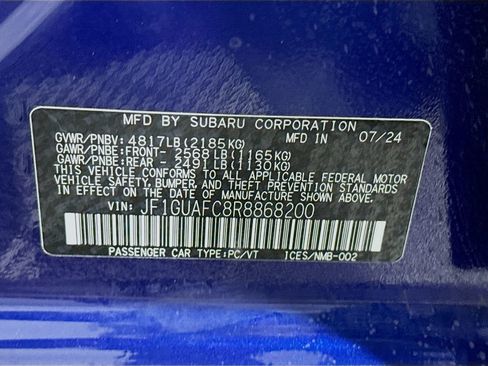 MFD BY SUBARU CORPORATION
MFD IN 07/24
GVWR/PNBV: 4817LB(2185KG)
GAWR/PNBE:FRONT - 2568LB(1165KG)
GAWR/PNBE:REAR - 2491LB(1130KG)
THIS VEHICLE CONFORMS TO ALL APPLICABLE FEDERAL MOTOR
VEHICLE SAFETY, BUMPER, AND THEFT PREVENTION STANDARDS
IN EFFECT ON THE DATE OF MANUFACTURE SHOWN ABOVE.
VIN: JF1GUAFC8R8868200
PASSENGER CAR TYPE:PC/VT ICES/NMB-002